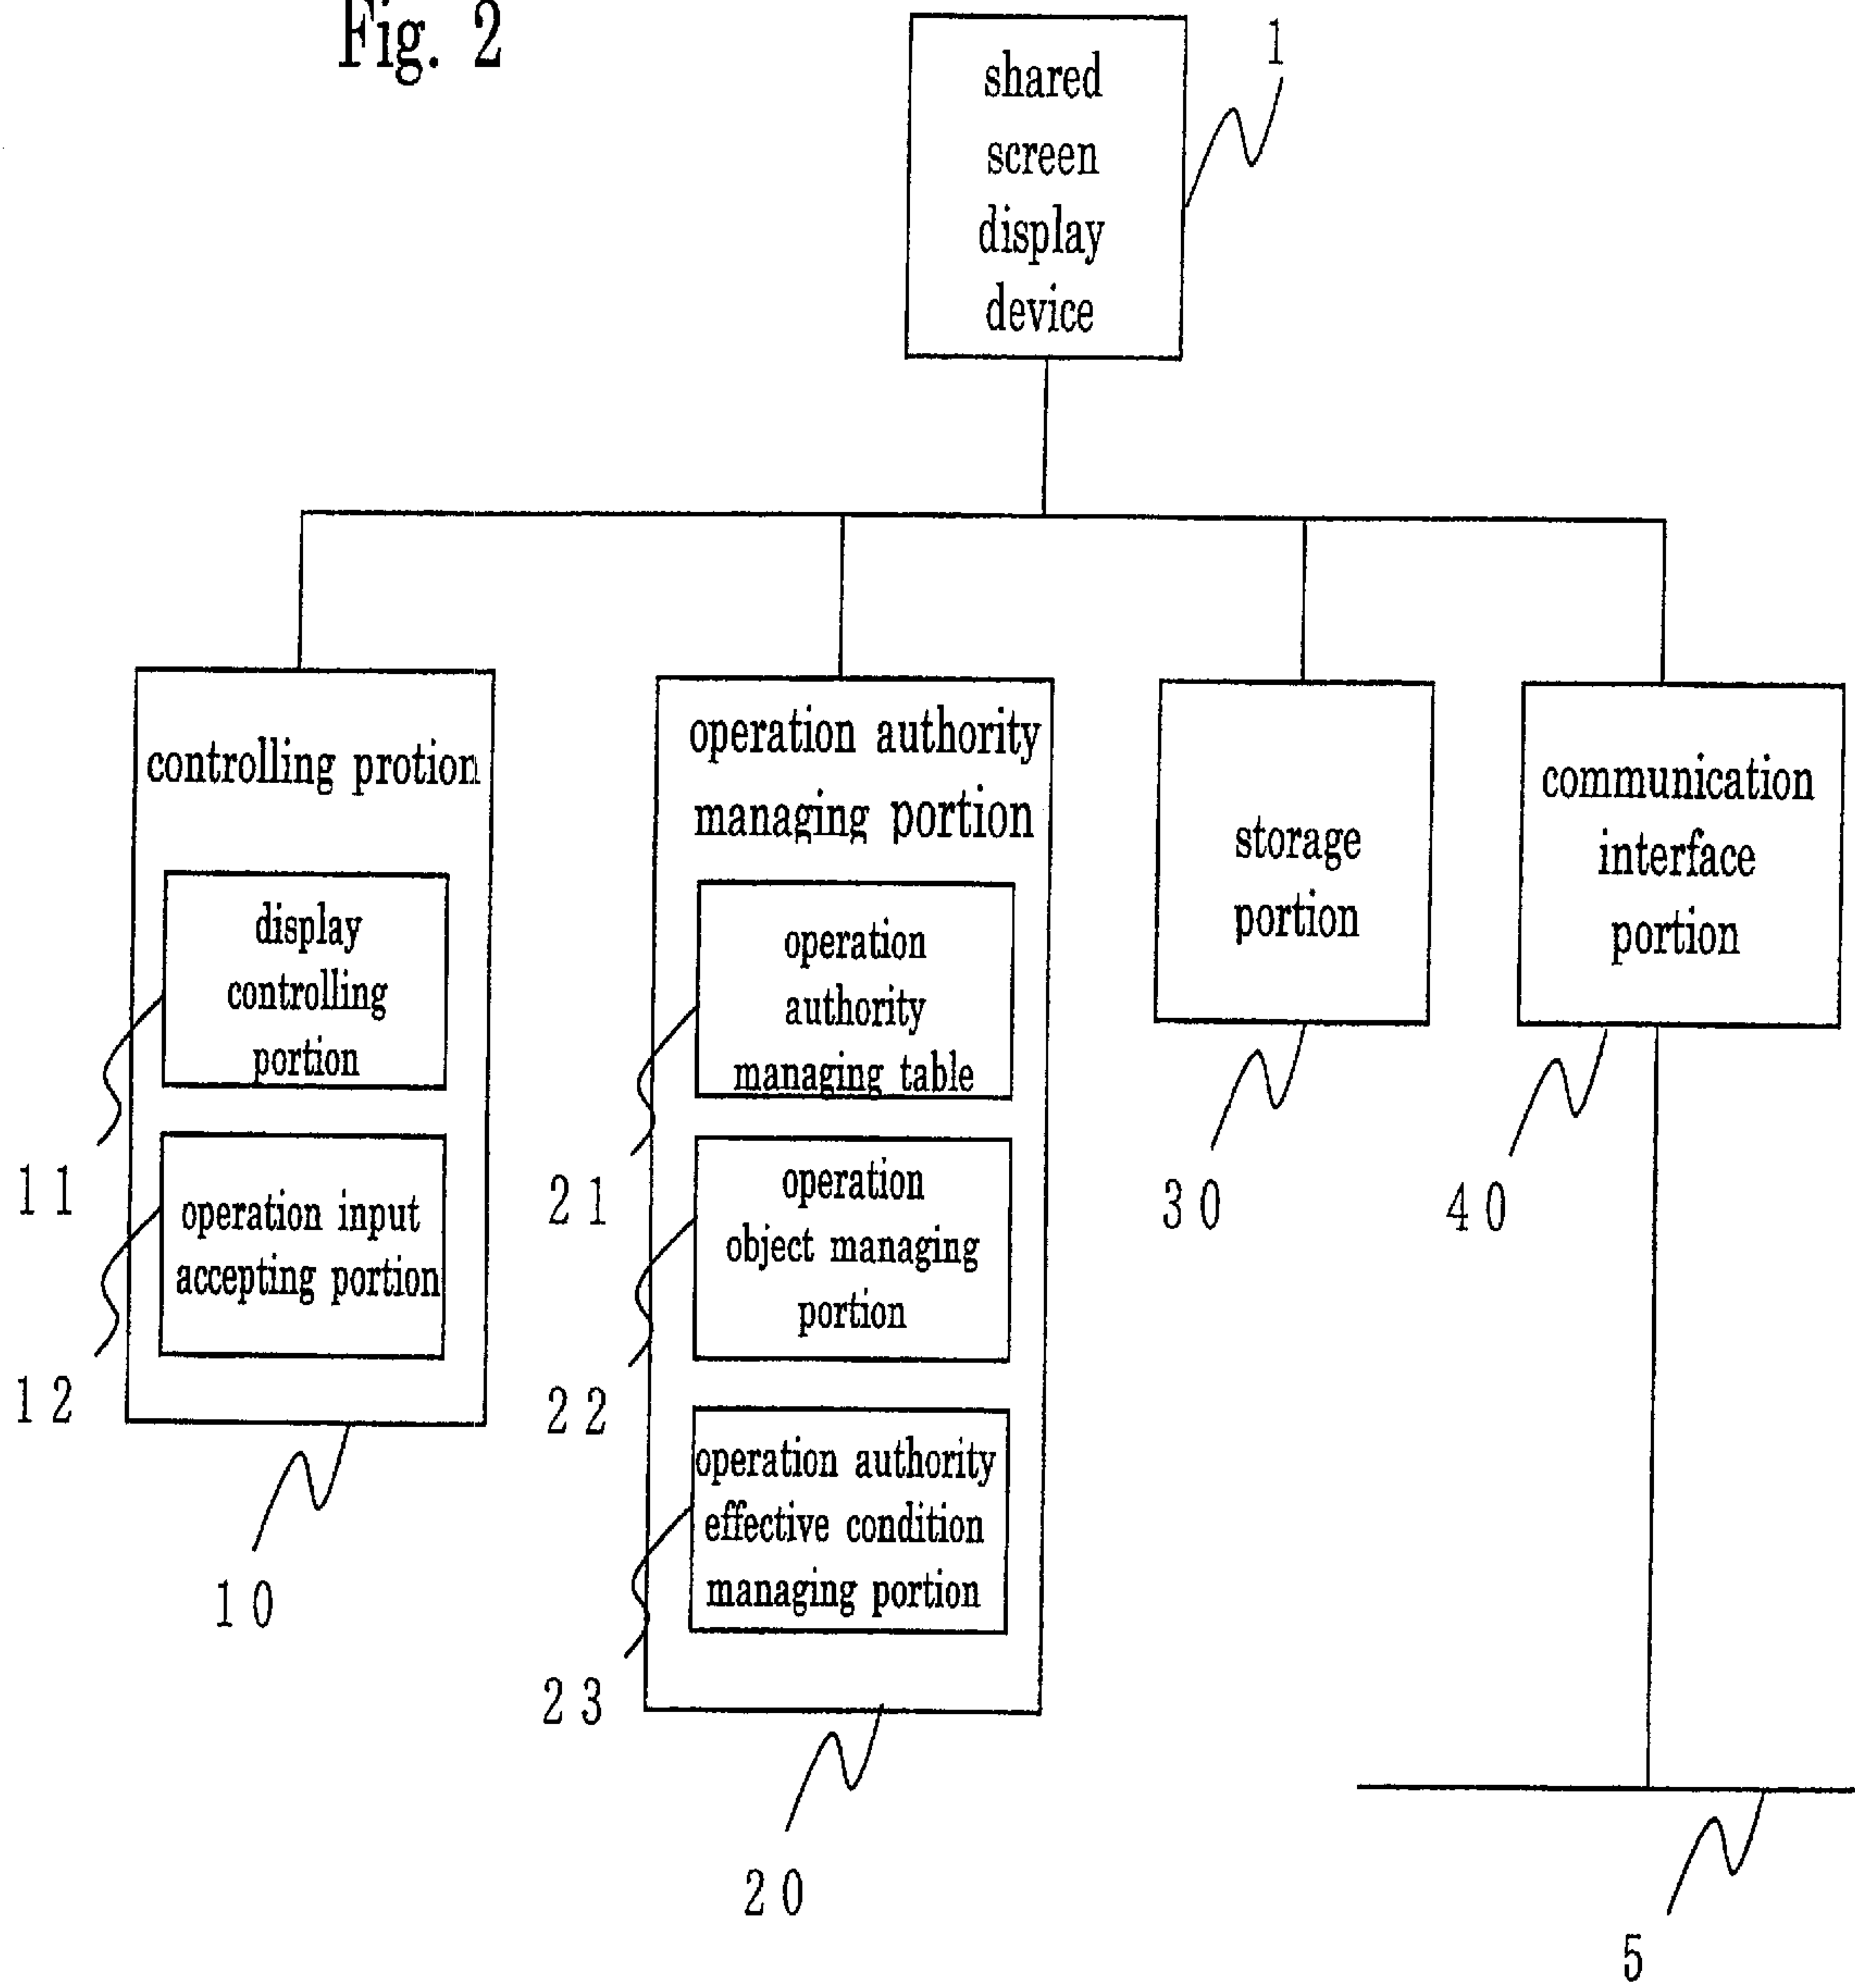 Fig. 2
1
shared
screen
display
device
controlling protion
display
controlling
portion
11
operation input
accepting portion
12
10
operation authority
managing portion
operation
authority
managing table
21
operation
object managing
portion
22
operation authority
effective condition
managing portion
23
20
storage
portion
30
communication
interface
portion
40
5